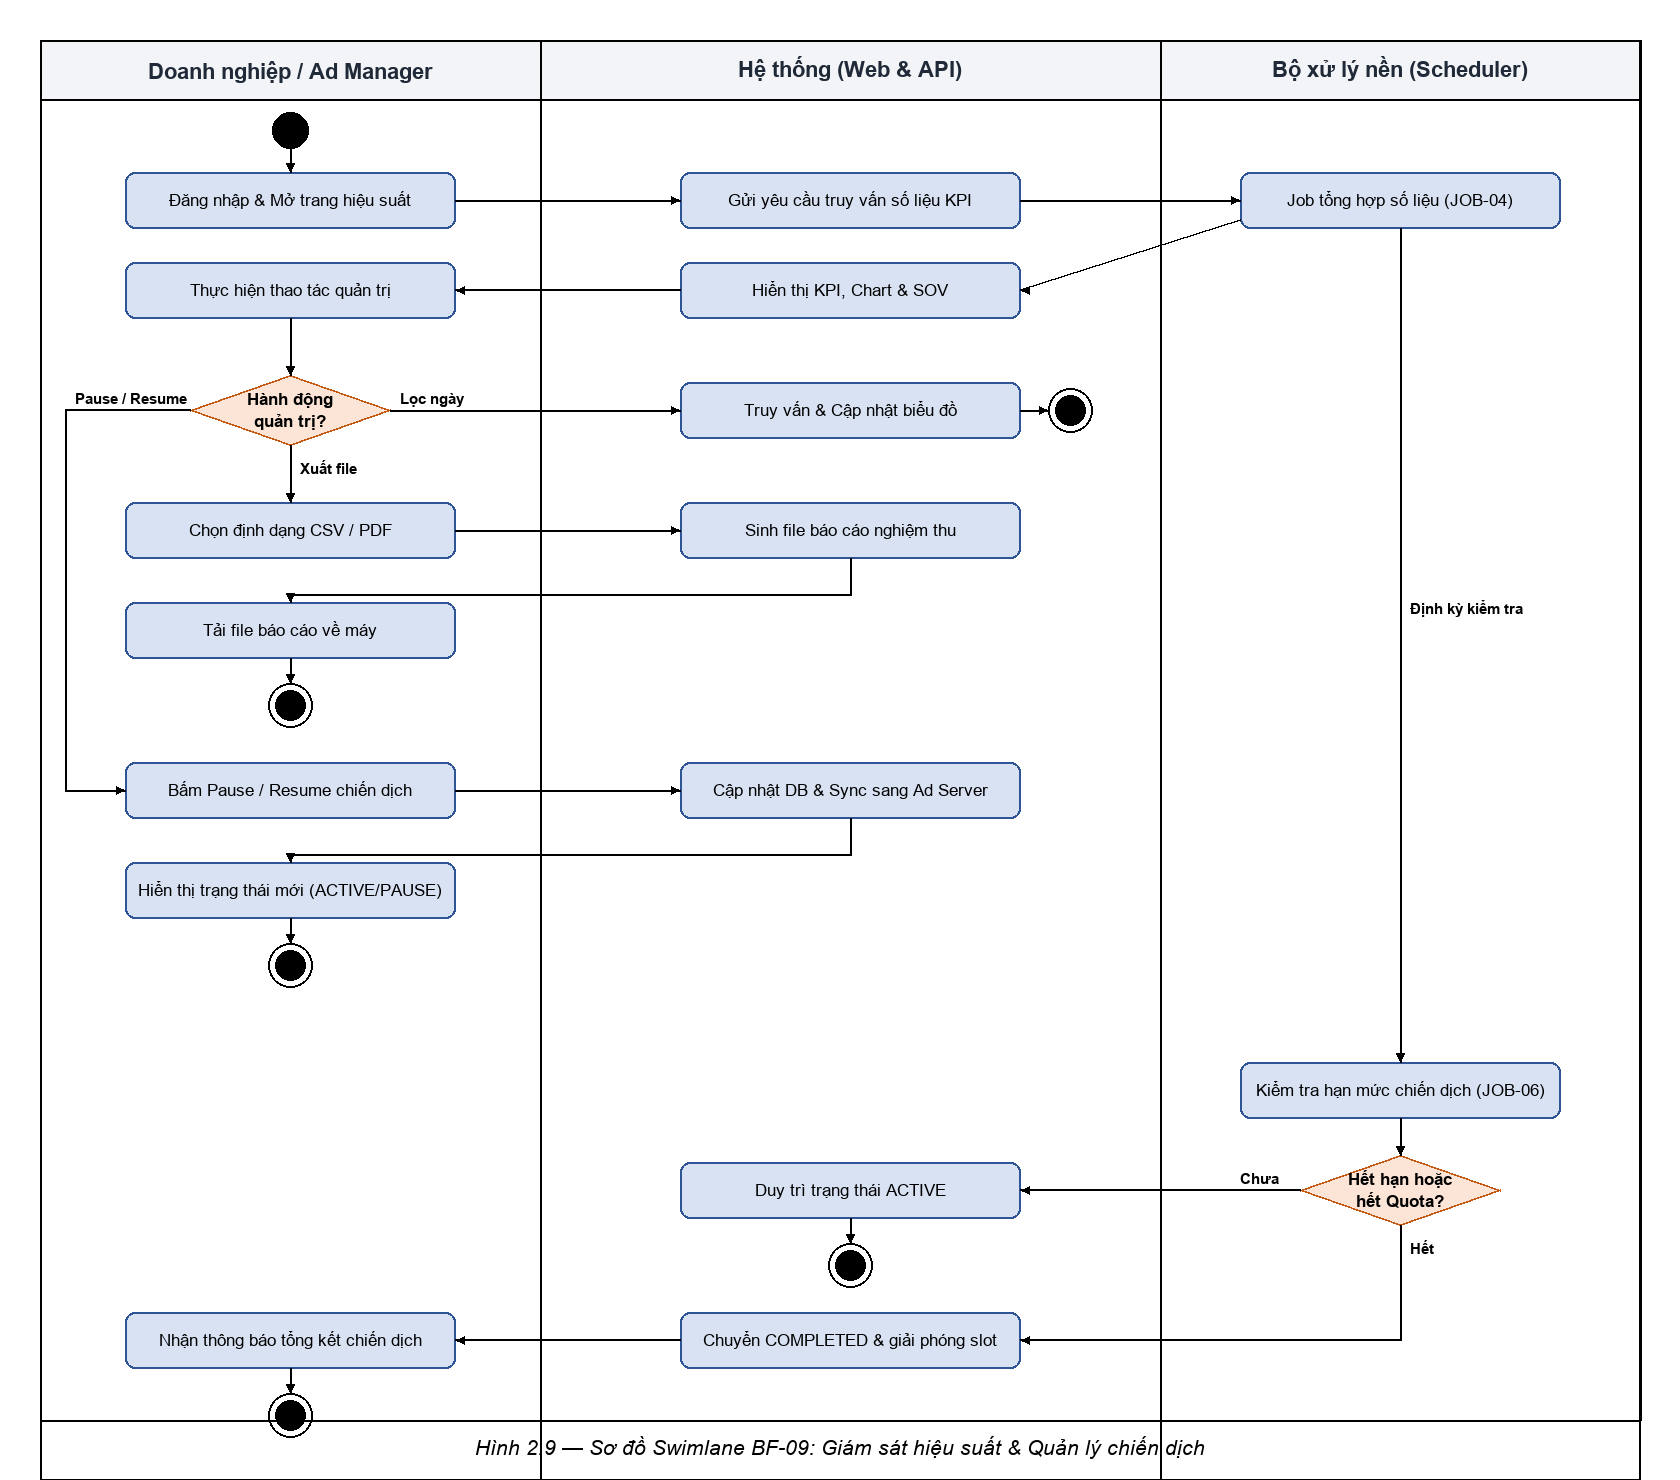 Doanh nghiệp / Ad Manager
Hệ thống (Web & API)
Bộ xử lý nền (Scheduler)
Đăng nhập & Mở trang hiệu suất
Gửi yêu cầu truy vấn số liệu KPI
Job tổng hợp số liệu (JOB-04)
Thực hiện thao tác quản trị
Hiển thị KPI, Chart & SOV
Pause / Resume
Hành động
quản trị?
Lọc ngày
Truy vấn & Cập nhật biểu đồ
Xuất file
Chọn định dạng CSV / PDF
Sinh file báo cáo nghiệm thu
Định kỳ kiểm tra
Tải file báo cáo về máy
Bấm Pause / Resume chiến dịch
Cập nhật DB & Sync sang Ad Server
Hiển thị trạng thái mới (ACTIVE/PAUSE)
Kiểm tra hạn mức chiến dịch (JOB-06)
Duy trì trạng thái ACTIVE
Chưa
Hết hạn hoặc
hết Quota?
Hết
Nhận thông báo tổng kết chiến dịch
Chuyển COMPLETED & giải phóng slot
Hình 2.9 — Sơ đồ Swimlane BF-09: Giám sát hiệu suất & Quản lý chiến dịch